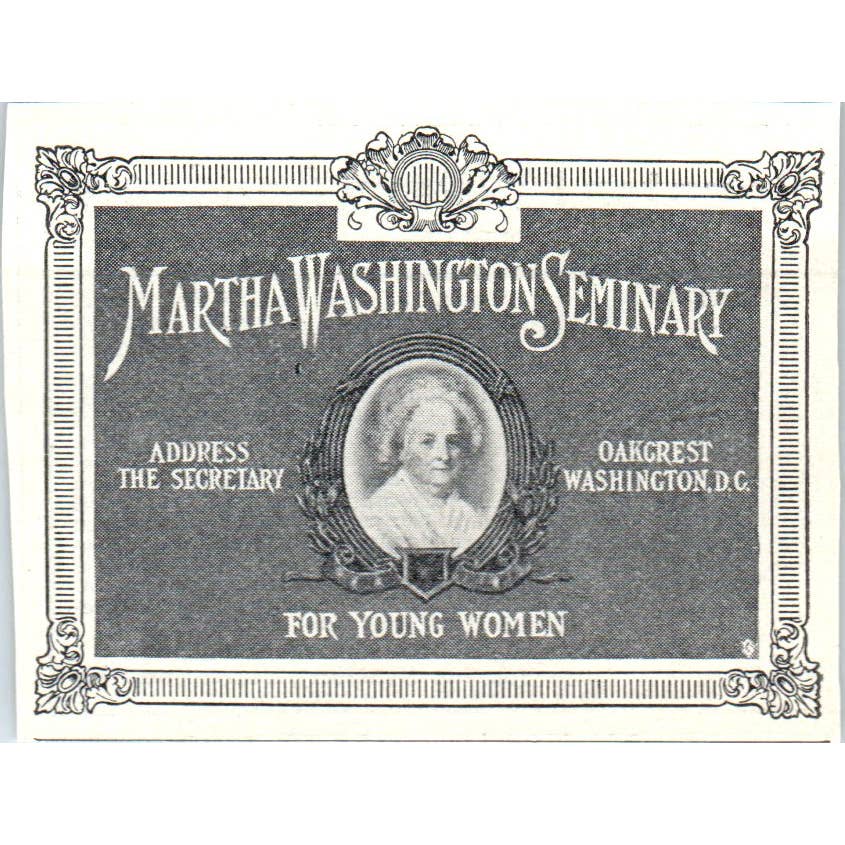 MARTHA WASHINGTON SEMINARY
ADDRESS
THE SECRETARY
OAKCREST
WASHINGTON, D.C.
FOR YOUNG WOMEN